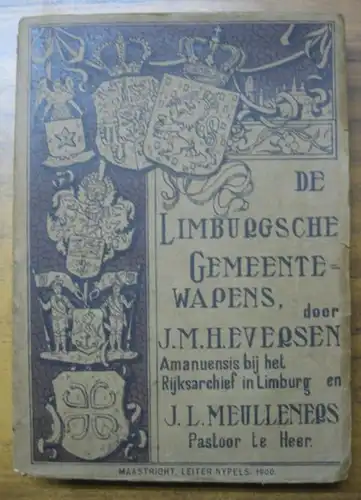 DE
LIMBURGSCHE
GEMEENTE=
WAPENS, door
J.M.H.EVERSEN
Amanuensis bij het
Rijksarchief in Limburg en
J.L. MEULLENERS
Pastoor te Heer.
MAASTRICHT, LEITER-NYPELS. 1900.